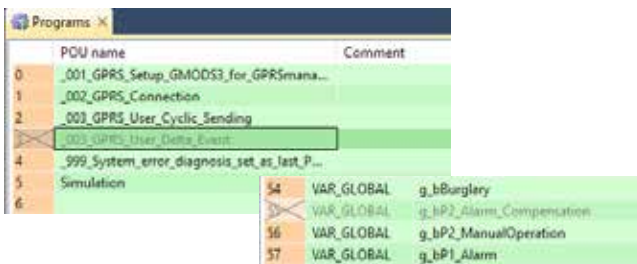 Programs ×
POU name Comment
0 _001_GPRS_Setup_GMODS3_for_GPRSmana...
1 _002_GPRS_Connection
2 _003_GPRS_User_Cyclic_Sending
_003_GPRS_User_Delta_Event
4 _999_System_error_diagnosis_set_as_last_P...
5 Simulation
6
54 VAR_GLOBAL g_bBurglary
VAR_GLOBAL g_bP2_Alarm_Compensation
56 VAR_GLOBAL g_bP2_ManualOperation
57 VAR_GLOBAL g_bP1_Alarm